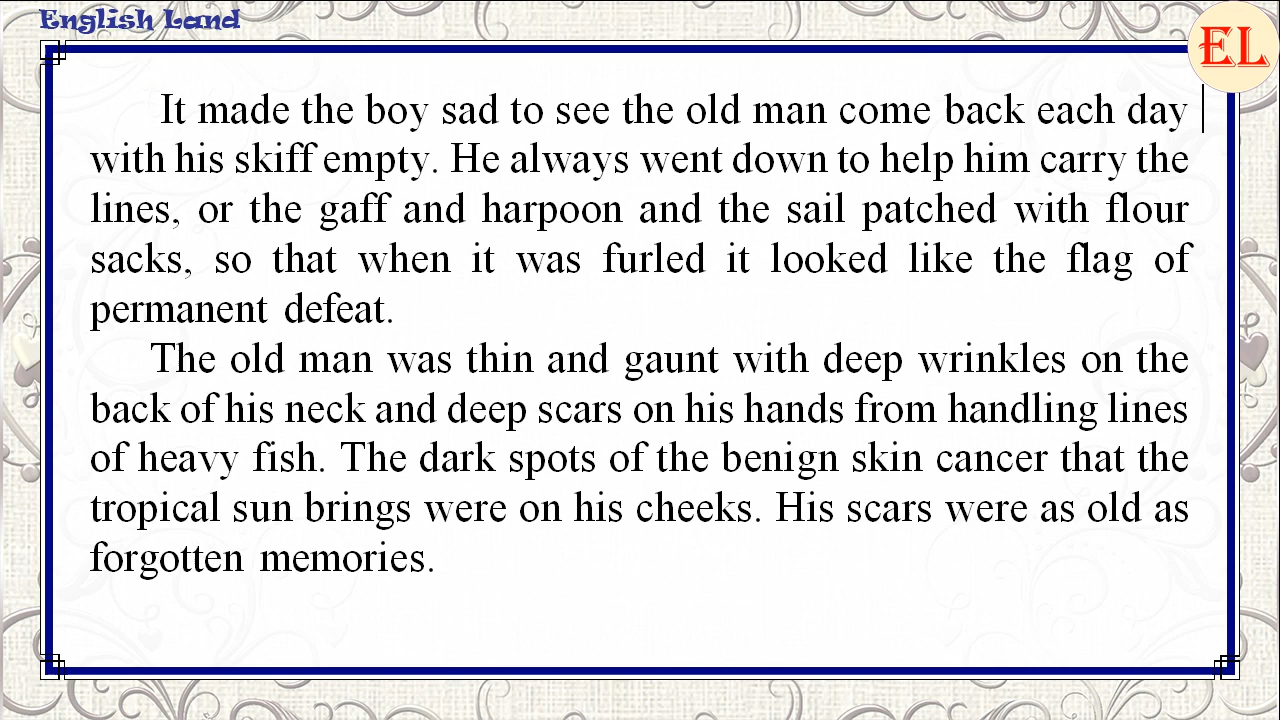 English Land
EL
It made the boy sad to see the old man come back each day
with his skiff empty. He always went down to help him carry the
lines, or the gaff and harpoon and the sail patched with flour
sacks, so that when it was furled it looked like the flag of
permanent defeat.
The old man was thin and gaunt with deep wrinkles on the
back of his neck and deep scars on his hands from handling lines
of heavy fish. The dark spots of the benign skin cancer that the
tropical sun brings were on his cheeks. His scars were as old as
forgotten memories.